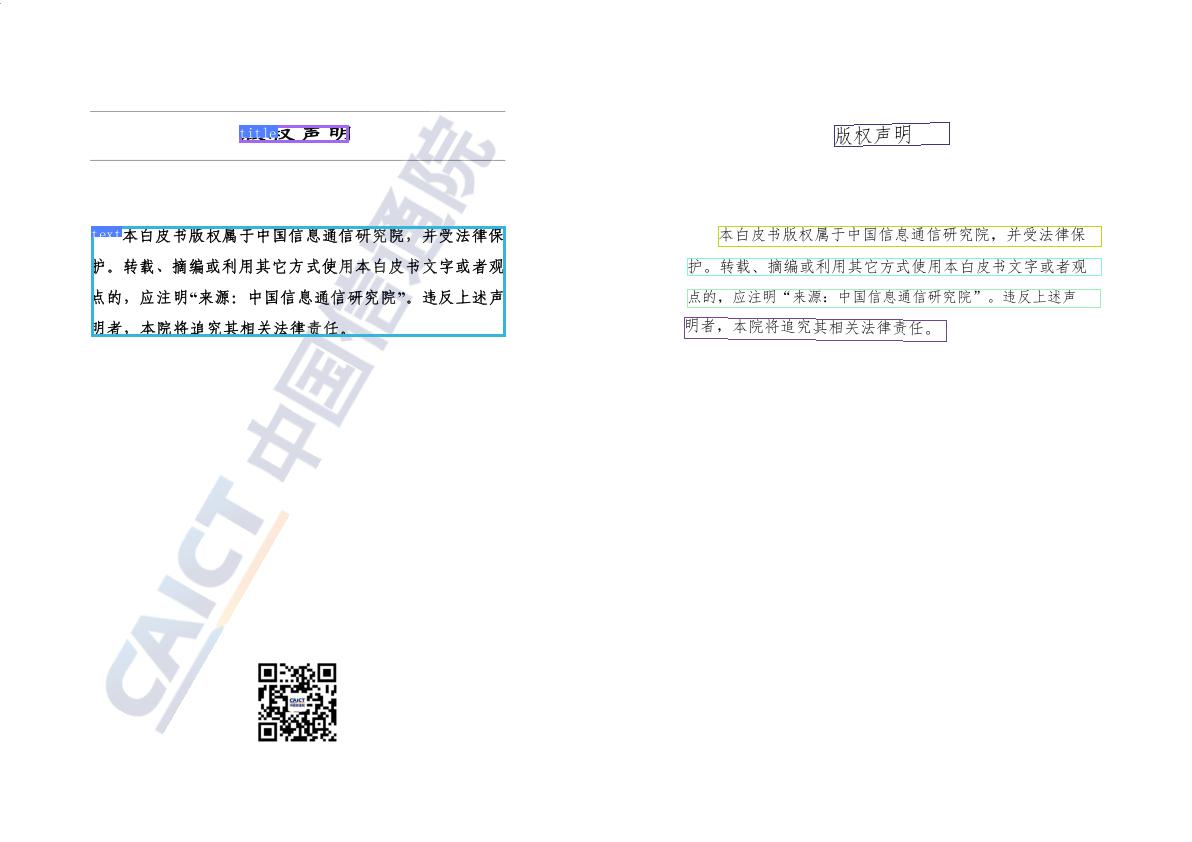 title 版权声明
text 本白皮书版权属于中国信息通信研究院，并受法律保
护。转载、摘编或利用其它方式使用本白皮书文字或者观
点的，应注明“来源：中国信息通信研究院”。违反上述声
明者，本院将追究其相关法律责任。
CAICT 中国信通院
CAICT
版权声明
本白皮书版权属于中国信息通信研究院，并受法律保
护。转载、摘编或利用其它方式使用本白皮书文字或者观
点的，应注明“来源：中国信息通信研究院”。违反上述声
明者，本院将追究其相关法律责任。